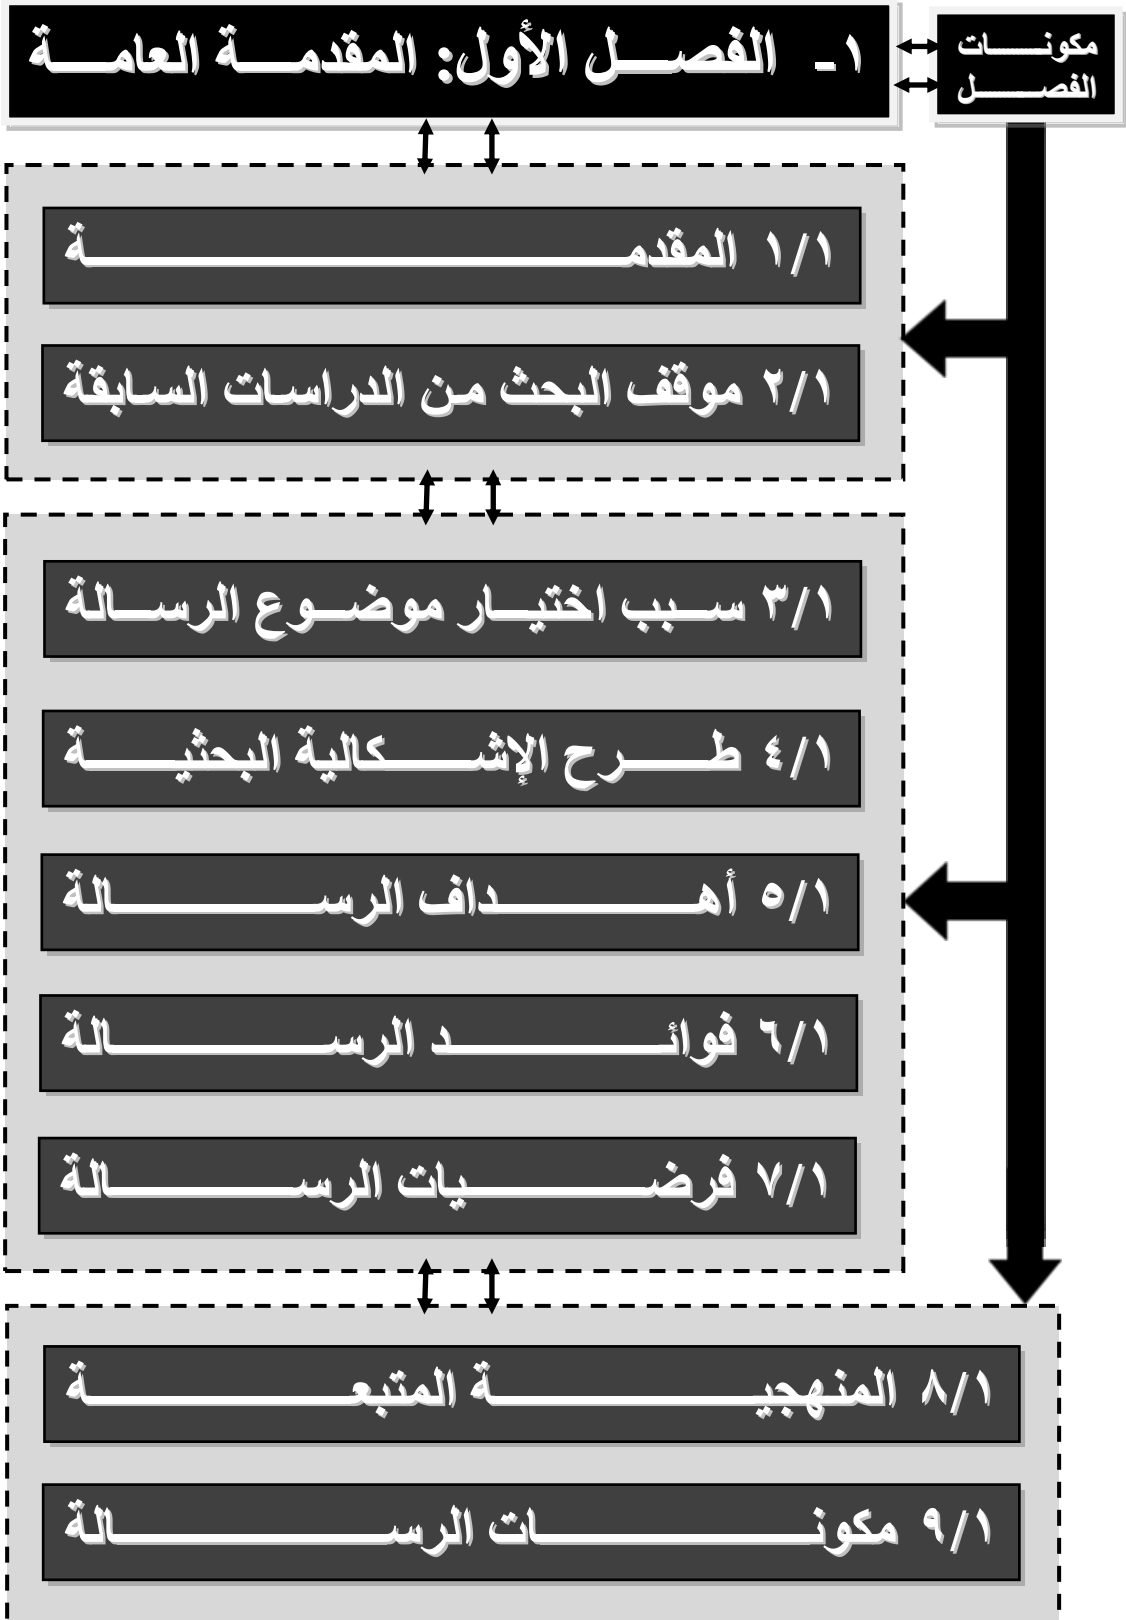 مكونات
الفصل
١- الفصل الأول: المقدمة العامة
١/١ المقدمة
٢/١ موقف البحث من الدراسات السابقة
٣/١ سبب اختيار موضوع الرسالة
٤/١ طرح الإشكالية البحثية
٥/١ أهداف الرسالة
٦/١ فوائد الرسالة
٧/١ فرضيات الرسالة
٨/١ المنهجية المتبعة
٩/١ مكونات الرسالة